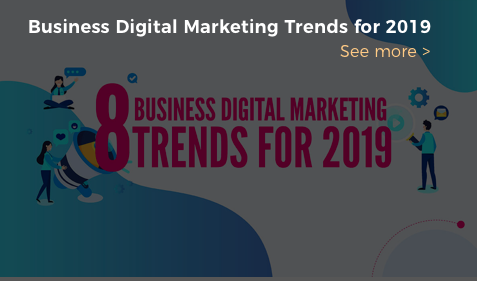 Business Digital Marketing Trends for 2019
See more >
8 BUSINESS DIGITAL MARKETING
TRENDS FOR 2019